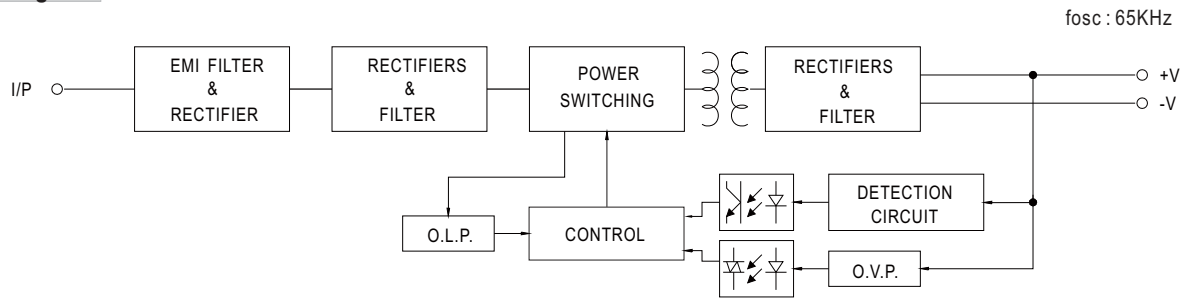 fosc : 65KHz
I/P
EMI FILTER
&
RECTIFIER
RECTIFIERS
&
FILTER
POWER
SWITCHING
RECTIFIERS
&
FILTER
+V
-V
O.L.P.
CONTROL
DETECTION
CIRCUIT
O.V.P.